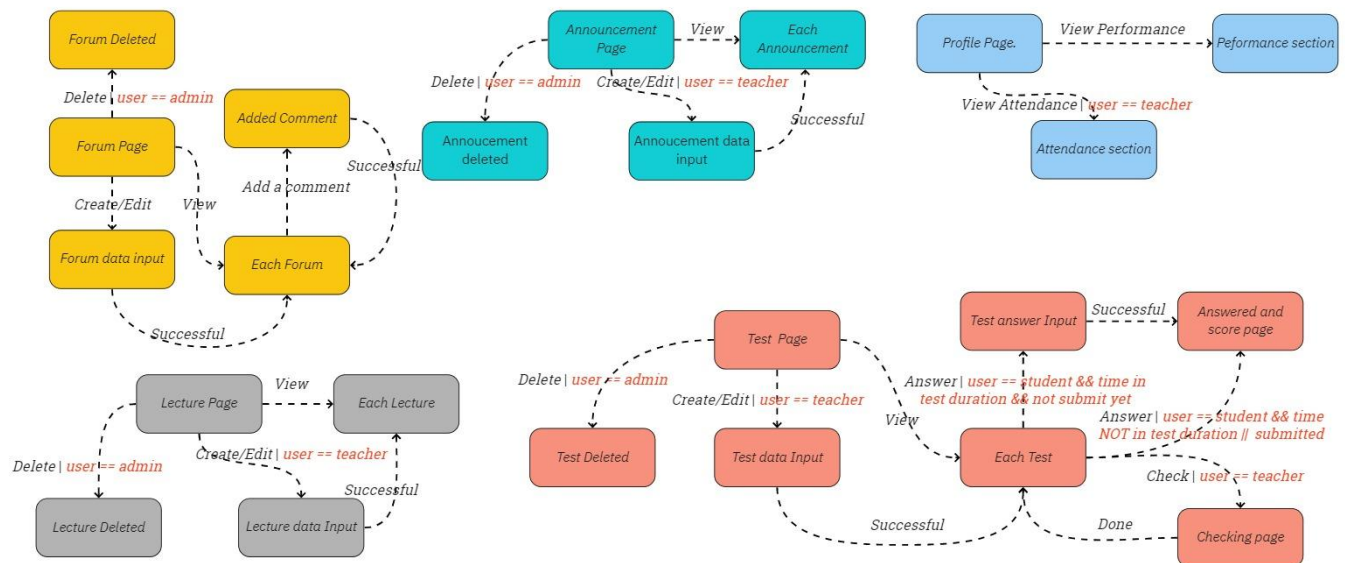 Forum Deleted
Delete | user == admin
Forum Page
Added Comment
Successful
Add a comment
Create/Edit
View
Forum data input
Each Forum
Successful
Announcement
Page
View
Each
Announcement
Delete | user == admin
Create/Edit | user == teacher
Successful
Annoucement
deleted
Annoucement data
input
Profile Page.
View Performance
Peformance section
View Attendance | user == teacher
Attendance section
Lecture Page
View
Each Lecture
Delete | user == admin
Create/Edit | user == teacher
Successful
Lecture Deleted
Lecture data Input
Test Page
Test answer Input
Successful
Answered and
score page
Delete | user == admin
Create/Edit | user == teacher
Answer | user == student && time in
test duration && not submit yet
View
Answer | user == student && time
NOT in test duration || submitted
Test Deleted
Test data Input
Each Test
Check | user == teacher
Successful
Done
Checking page